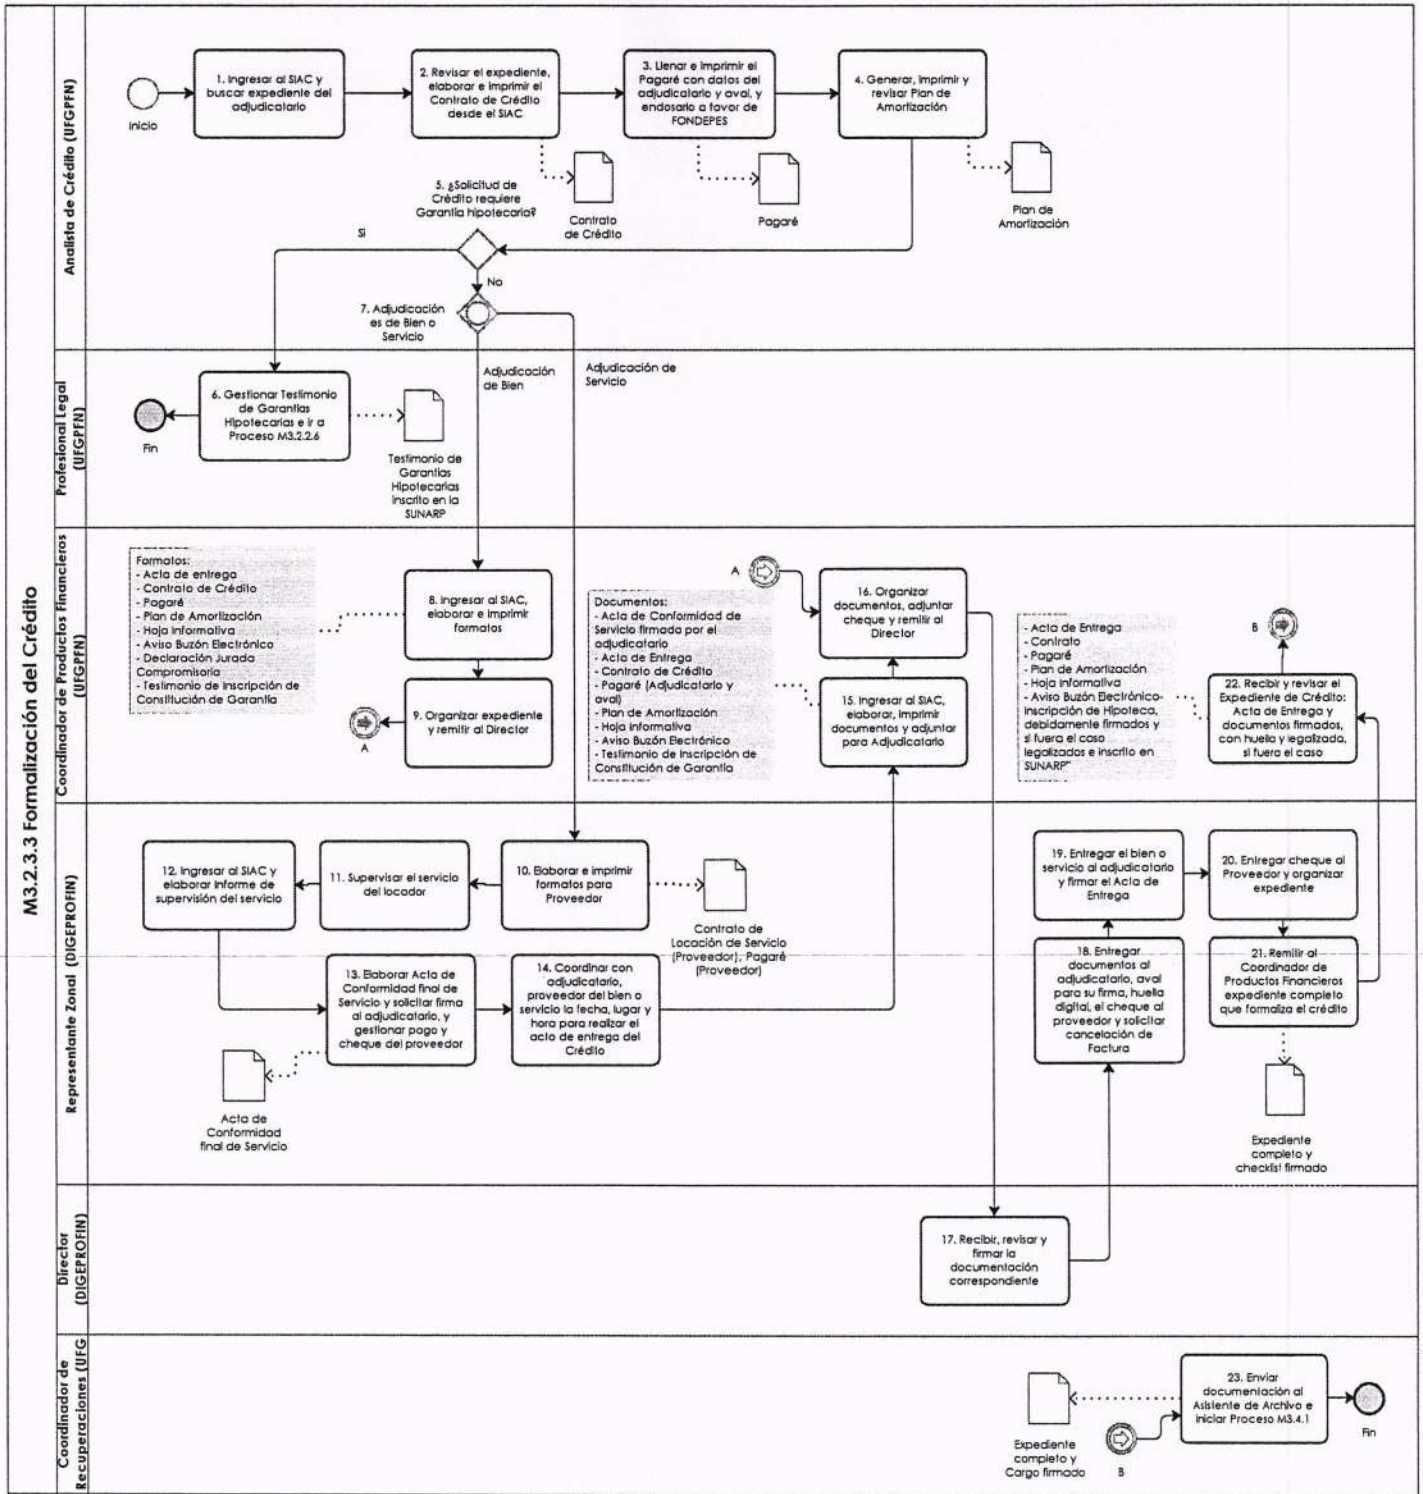 M3.2.3.3 Formalización del Crédito
Analista de Crédito (UFGPFN)
Inicio
1. Ingresar al SIAC y
buscar expediente del
adjudicatario
2. Revisar el expediente,
elaborar e imprimir el
Contrato de Crédito
desde el SIAC
3. Llenar e imprimir el
Pagaré con datos del
adjudicatario y aval, y
endosarlo a favor de
FONDEPES
4. Generar, imprimir y
revisar Plan de
Amortización
Contrato
de Crédito
Pagaré
Plan de
Amortización
5. ¿Solicitud de
Crédito requiere
Garantía hipotecaria?
Si
No
7. Adjudicación
es de Bien o
Servicio
Adjudicación
de Bien
Adjudicación de
Servicio
Profesional Legal
(UFGPFN)
Fin
6. Gestionar Testimonio
de Garantías
Hipotecarias e ir a
Proceso M3.2.2.6
Testimonio de
Garantías
Hipotecarias
inscrito en la
SUNARP
Coordinador de Productos Financieros
(UFGPFN)
Formatos:
- Acta de entrega
- Contrato de Crédito
- Pagaré
- Plan de Amortización
- Hoja informativa
- Aviso Buzón Electrónico
- Declaración Jurada
Compromisoria
- Testimonio de Inscripción de
Constitución de Garantía
8. Ingresar al SIAC,
elaborar e imprimir
formatos
9. Organizar expediente
y remitir al Director
A
Documentos:
- Acta de Conformidad de
Servicio firmada por el
adjudicatario
- Acta de Entrega
- Contrato de Crédito
- Pagaré (Adjudicatario y
aval)
- Plan de Amortización
- Hoja informativa
- Aviso Buzón Electrónico
- Testimonio de Inscripción de
Constitución de Garantía
A
16. Organizar
documentos, adjuntar
cheque y remitir al
Director
15. Ingresar al SIAC,
elaborar, imprimir
documentos y adjuntar
para Adjudicatario
- Acta de Entrega
- Contrato
- Pagaré
- Plan de Amortización
- Hoja informativa
- Aviso Buzón Electrónico-
Inscripción de Hipoteca,
debidamente firmados y
si fuera el caso
legalizados e inscrito en
SUNARP"
B
22. Recibir y revisar el
Expediente de Crédito:
Acta de Entrega y
documentos firmados,
con huella y legalizada,
si fuera el caso
Representante Zonal (DIGEPROFIN)
12. Ingresar al SIAC y
elaborar Informe de
supervisión del servicio
11. Supervisar el servicio
del locador
10. Elaborar e imprimir
formatos para
Proveedor
Contrato de
Locación de Servicio
(Proveedor), Pagaré
(Proveedor)
13. Elaborar Acta de
Conformidad final de
Servicio y solicitar firma
al adjudicatario, y
gestionar pago y
cheque del proveedor
14. Coordinar con
adjudicatario,
proveedor del bien o
servicio la fecha, lugar y
hora para realizar el
acto de entrega del
Crédito
Acta de
Conformidad
final de Servicio
19. Entregar el bien o
servicio al adjudicatario
y firmar el Acta de
Entrega
20. Entregar cheque al
Proveedor y organizar
expediente
18. Entregar
documentos al
adjudicatario, aval
para su firma, huella
digital, el cheque al
proveedor y solicitar
cancelación de
Factura
21. Remitir al
Coordinador de
Productos Financieros
expediente completo
que formaliza el crédito
Expediente
completo y
checklist firmado
Director
(DIGEPROFIN)
17. Recibir, revisar y
firmar la
documentación
correspondiente
Coordinador de
Recuperaciones (UFG
Expediente
completo y
Cargo firmado
B
23. Enviar
documentación al
Asistente de Archivo e
iniciar Proceso M3.4.1
Fin